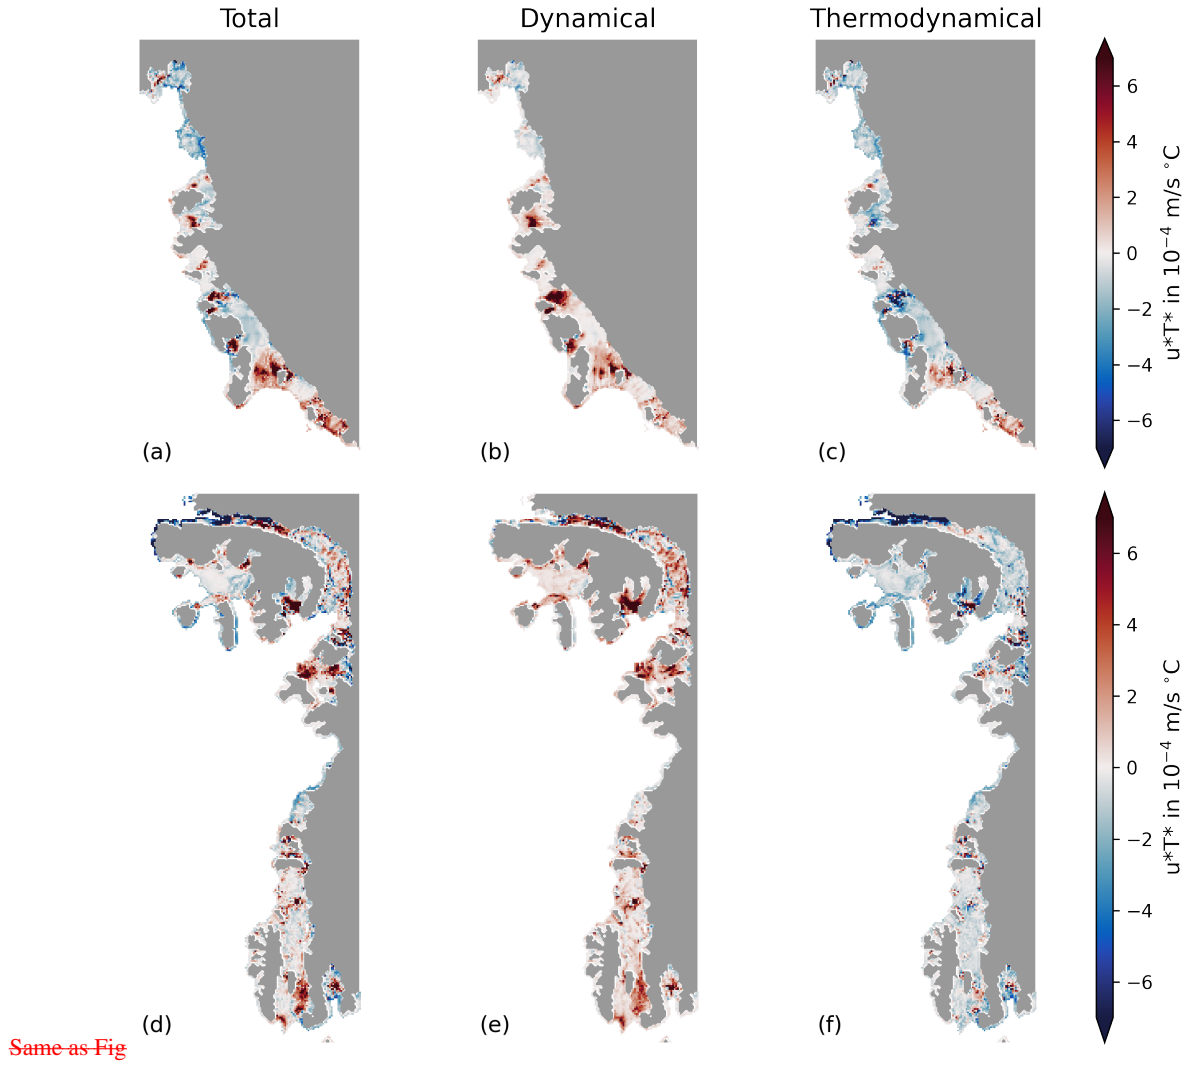 Total Dynamical Thermodynamical
6
4
2
0
−2
−4
−6
u*T* in 10⁻⁴ m/s °C
(a) (b) (c)
6
4
2
0
−2
−4
−6
u*T* in 10⁻⁴ m/s °C
(d) (e) (f)
Same as Fig